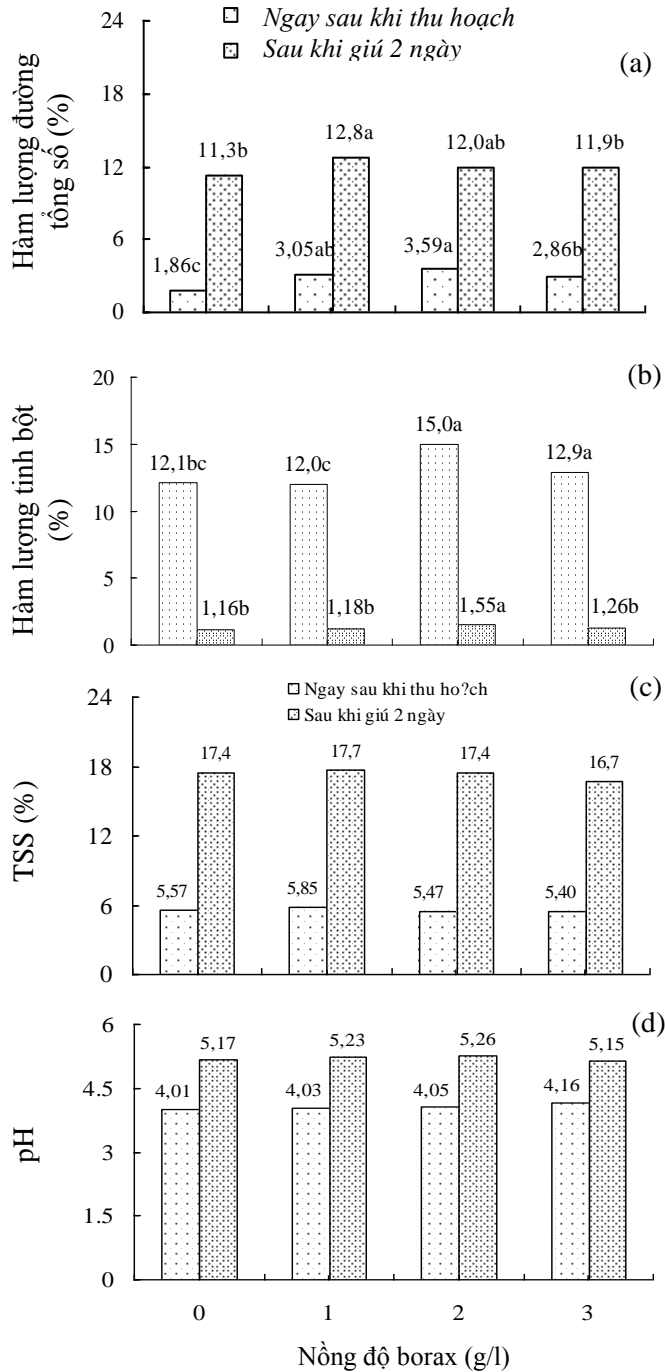 Ngay sau khi thu hoạch
Sau khi giú 2 ngày
(a)
Hàm lượng đường
tổng số (%)
24
18
12
6
0
11,3b
12,8a
12,0ab
11,9b
1,86c
3,05ab
3,59a
2,86b
(b)
Hàm lượng tinh bột
(%)
20
15
10
5
0
12,1bc
12,0c
15,0a
12,9a
1,16b
1,18b
1,55a
1,26b
Ngay sau khi thu ho?ch
Sau khi giú 2 ngày
(c)
TSS (%)
24
18
12
6
0
17,4
17,7
17,4
16,7
5,57
5,85
5,47
5,40
(d)
pH
6
4.5
3
1.5
0
5,17
5,23
5,26
5,15
4,01
4,03
4,05
4,16
0
1
2
3
Nồng độ borax (g/l)